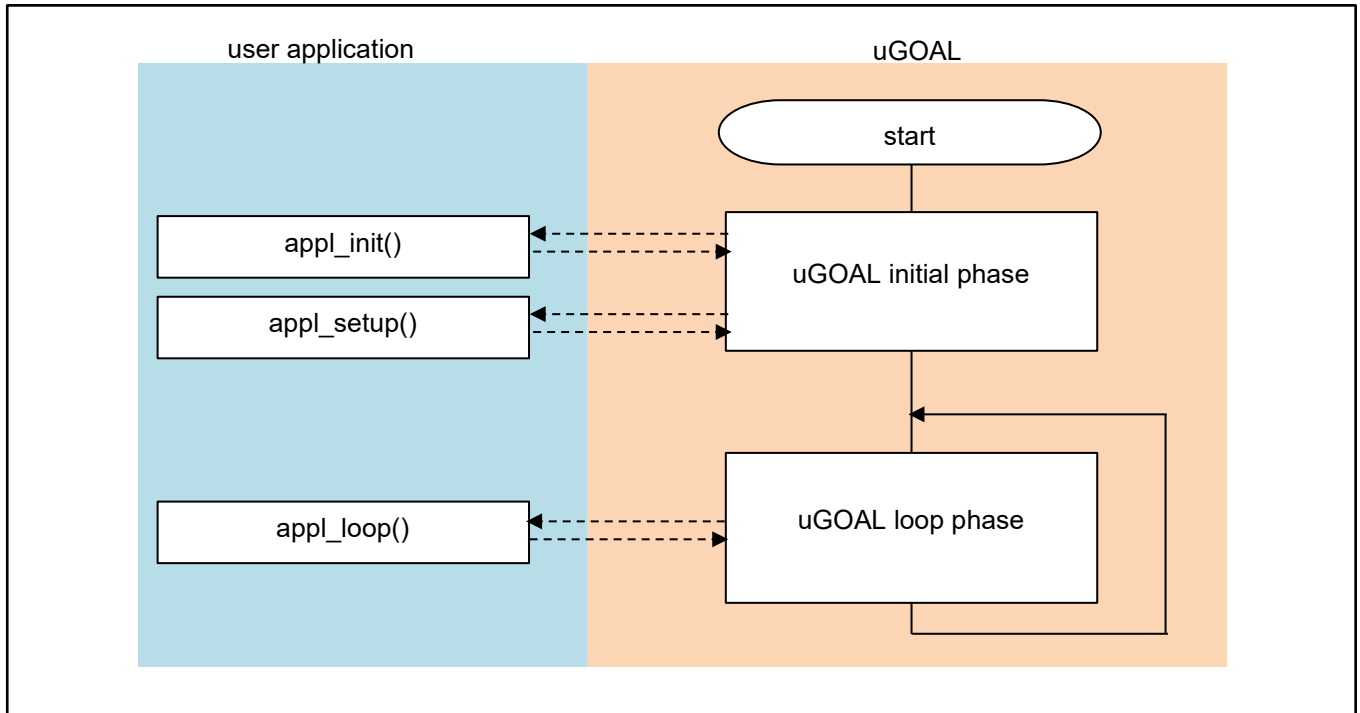 user application
uGOAL
start
appl_init()
uGOAL initial phase
appl_setup()
appl_loop()
uGOAL loop phase